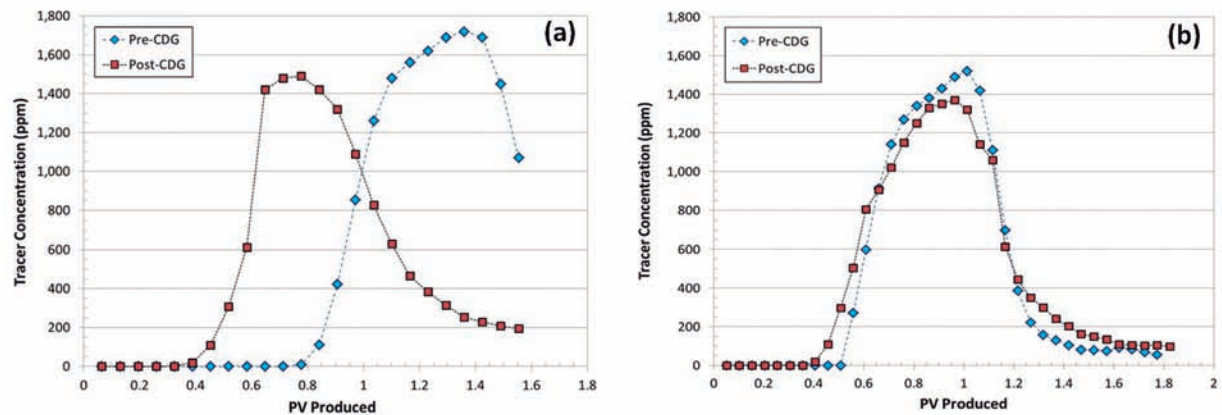 (a)
Pre-CDG
Post-CDG
Tracer Concentration (ppm)
1,800
1,600
1,400
1,200
1,000
800
600
400
200
0
0 0.2 0.4 0.6 0.8 1 1.2 1.4 1.6 1.8
PV Produced
(b)
Pre-CDG
Post-CDG
Tracer Concentration (ppm)
1,800
1,600
1,400
1,200
1,000
800
600
400
200
0
0 0.2 0.4 0.6 0.8 1 1.2 1.4 1.6 1.8 2
PV Produced